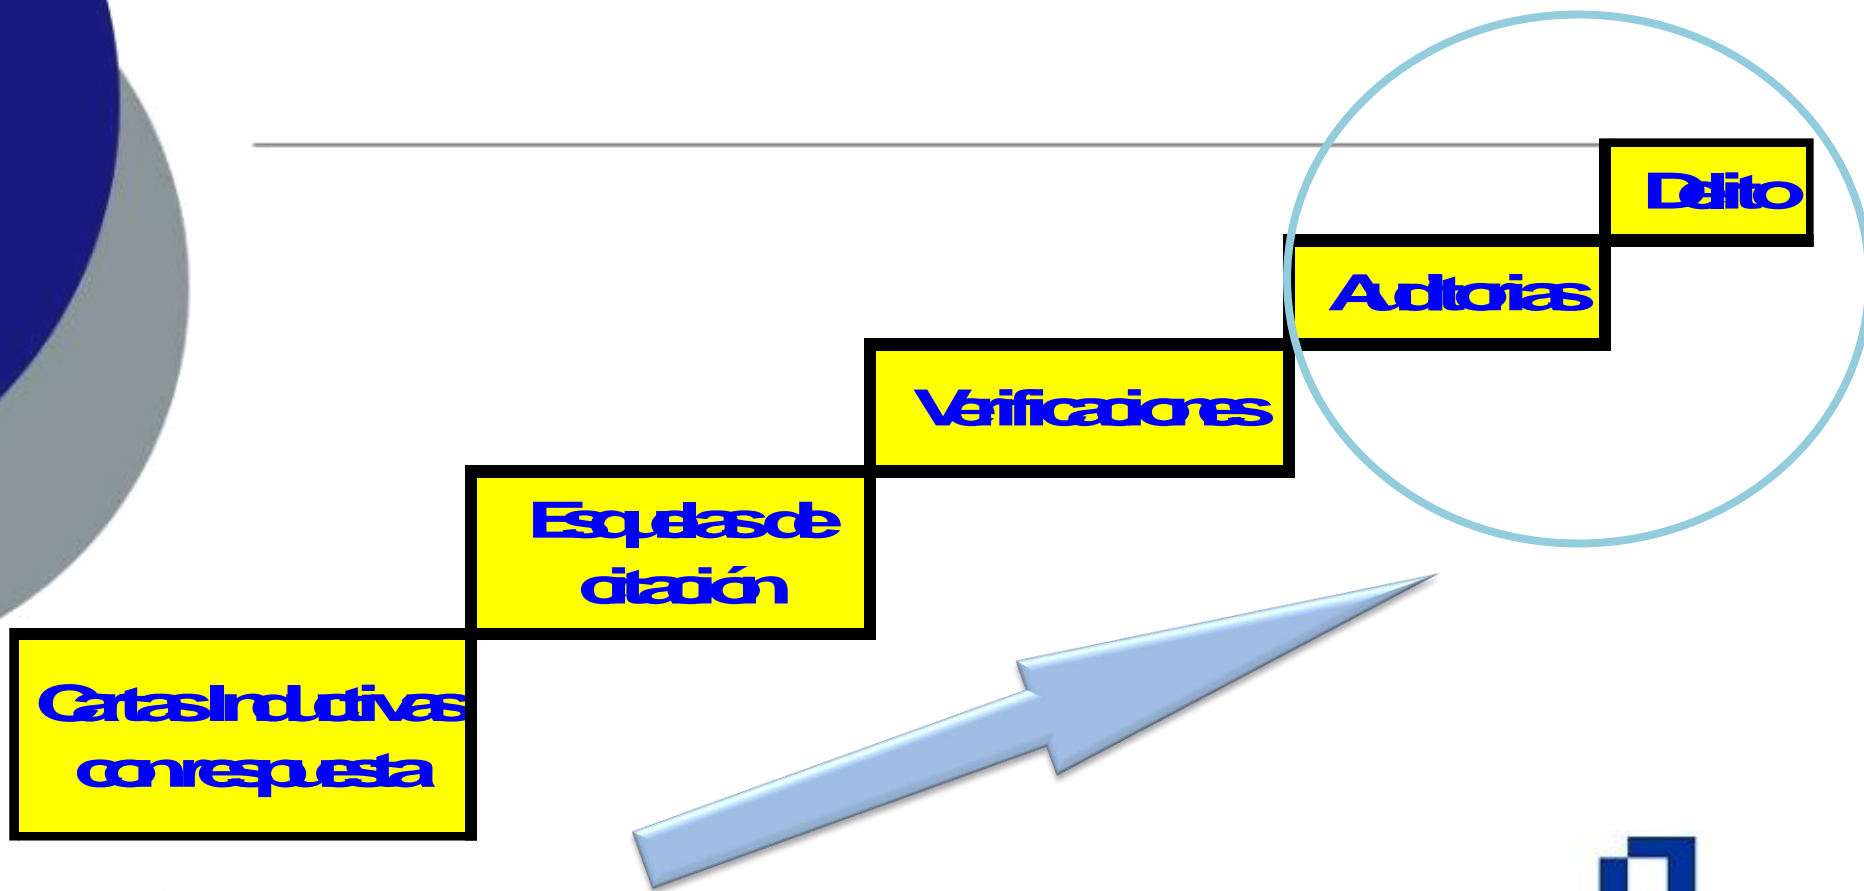 Delito
Auditorias
Verificaciones
Esquelas de
citación
Cartas Inductivas
con respuesta